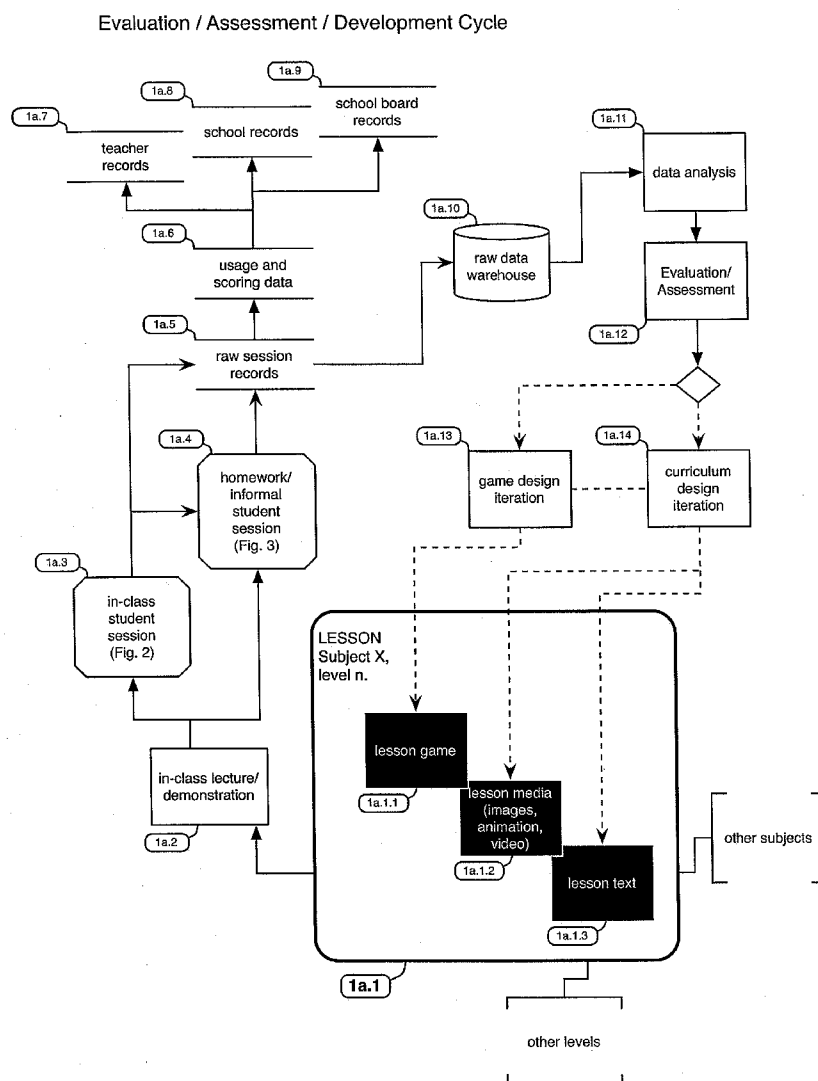 Evaluation / Assessment / Development Cycle
1a.9
school board
records
1a.8
school records
1a.7
teacher
records
1a.11
data analysis
1a.10
raw data
warehouse
1a.6
usage and
scoring data
Evaluation/
Assessment
1a.12
1a.5
raw session
records
1a.4
homework/
informal
student
session
(Fig. 3)
1a.13
game design
iteration
1a.14
curriculum
design
iteration
1a.3
in-class
student
session
(Fig. 2)
LESSON
Subject X,
level n.
lesson game
1a.1.1
in-class lecture/
demonstration
1a.2
lesson media
(images,
animation,
video)
1a.1.2
lesson text
1a.1.3
other subjects
1a.1
other levels